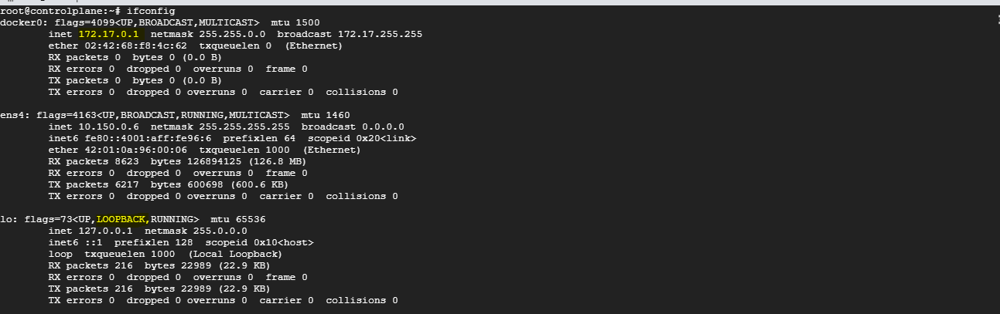 root@controlplane:~# ifconfig
docker0: flags=4099<UP,BROADCAST,MULTICAST>  mtu 1500
        inet 172.17.0.1  netmask 255.255.0.0  broadcast 172.17.255.255
        ether 02:42:68:f8:4c:62  txqueuelen 0  (Ethernet)
        RX packets 0  bytes 0 (0.0 B)
        RX errors 0  dropped 0  overruns 0  frame 0
        TX packets 0  bytes 0 (0.0 B)
        TX errors 0  dropped 0 overruns 0  carrier 0  collisions 0

ens4: flags=4163<UP,BROADCAST,RUNNING,MULTICAST>  mtu 1460
        inet 10.150.0.6  netmask 255.255.255.255  broadcast 0.0.0.0
        inet6 fe80::4001:aff:fe96:6  prefixlen 64  scopeid 0x20<link>
        ether 42:01:0a:96:00:06  txqueuelen 1000  (Ethernet)
        RX packets 8623  bytes 126894125 (126.8 MB)
        RX errors 0  dropped 0  overruns 0  frame 0
        TX packets 6217  bytes 600698 (600.6 KB)
        TX errors 0  dropped 0 overruns 0  carrier 0  collisions 0

lo: flags=73<UP,LOOPBACK,RUNNING>  mtu 65536
        inet 127.0.0.1  netmask 255.0.0.0
        inet6 ::1  prefixlen 128  scopeid 0x10<host>
        loop  txqueuelen 1000  (Local Loopback)
        RX packets 216  bytes 22989 (22.9 KB)
        RX errors 0  dropped 0  overruns 0  frame 0
        TX packets 216  bytes 22989 (22.9 KB)
        TX errors 0  dropped 0 overruns 0  carrier 0  collisions 0